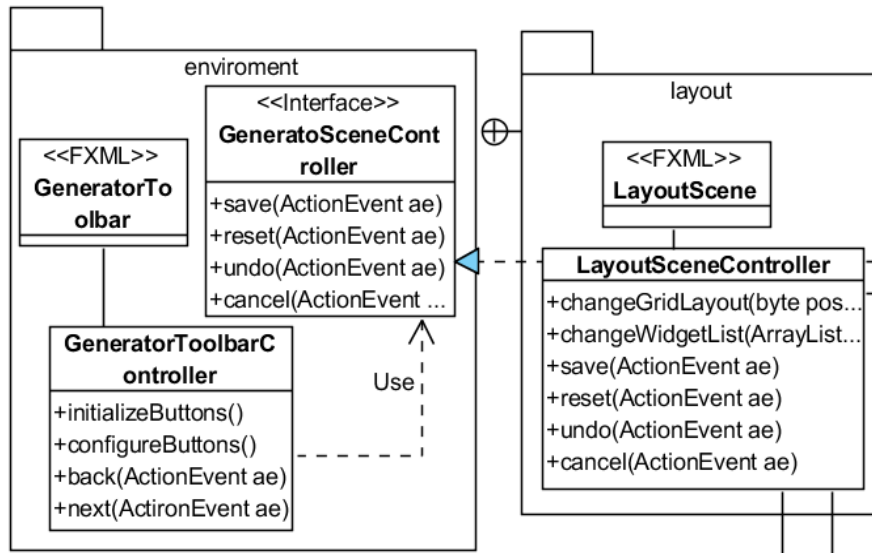 enviroment
<<Interface>>
GeneratoSceneCont
roller
+save(ActionEvent ae)
+reset(ActionEvent ae)
+undo(ActionEvent ae)
+cancel(ActionEvent ...
<<FXML>>
GeneratorTo
olbar
GeneratorToolbarC
ontroller
+initializeButtons()
+configureButtons()
+back(ActionEvent ae)
+next(ActironEvent ae)
Use
layout
<<FXML>>
LayoutScene
LayoutSceneController
+changeGridLayout(byte pos...
+changeWidgetList(ArrayList...
+save(ActionEvent ae)
+reset(ActionEvent ae)
+undo(ActionEvent ae)
+cancel(ActionEvent ae)